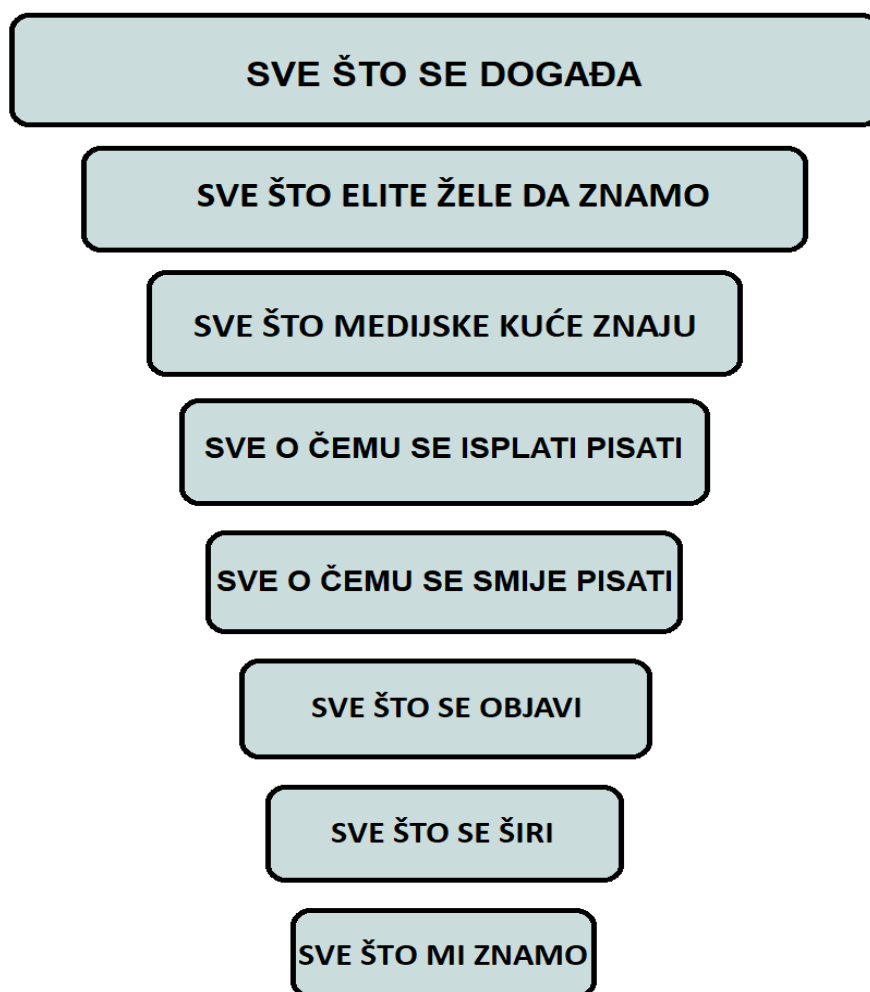 SVE ŠTO SE DOGAĐA
SVE ŠTO ELITE ŽELE DA ZNAMO
SVE ŠTO MEDIJSKE KUĆE ZNAJU
SVE O ČEMU SE ISPLATI PISATI
SVE O ČEMU SE SMIJE PISATI
SVE ŠTO SE OBJAVI
SVE ŠTO SE ŠIRI
SVE ŠTO MI ZNAMO